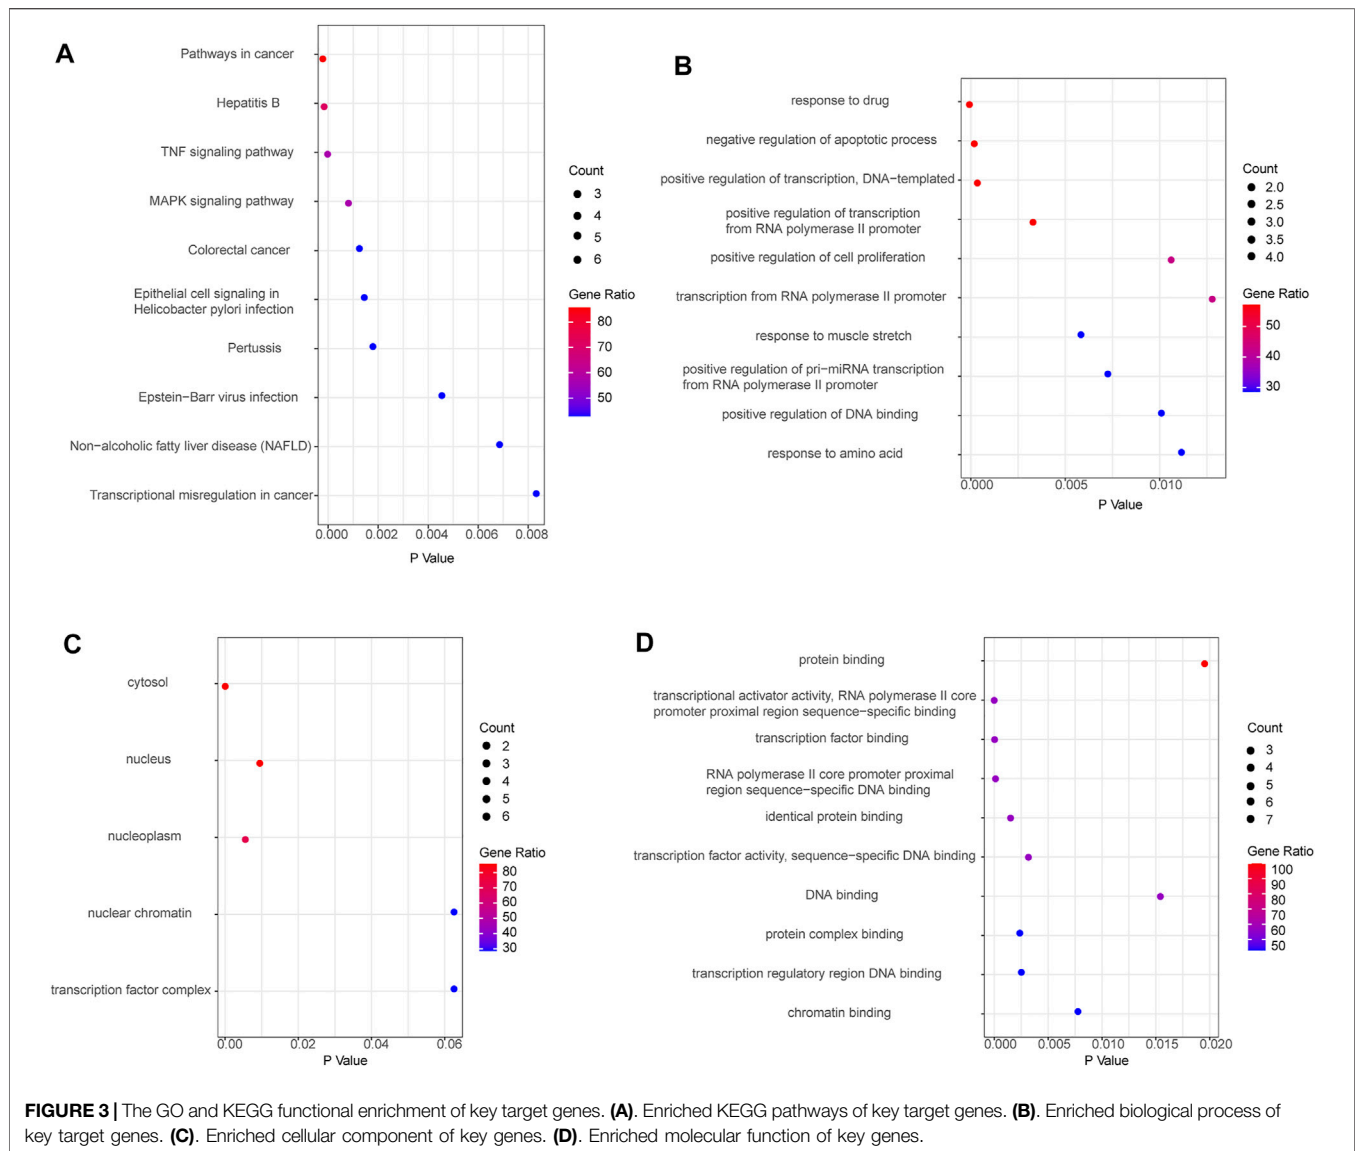 A
Pathways in cancer
Hepatitis B
TNF signaling pathway
MAPK signaling pathway
Colorectal cancer
Epithelial cell signaling in
Helicobacter pylori infection
Pertussis
Epstein−Barr virus infection
Non−alcoholic fatty liver disease (NAFLD)
Transcriptional misregulation in cancer
0.000 0.002 0.004 0.006 0.008
P Value
Count
3
4
5
6
Gene Ratio
80
70
60
50
B
response to drug
negative regulation of apoptotic process
positive regulation of transcription, DNA−templated
positive regulation of transcription
from RNA polymerase II promoter
positive regulation of cell proliferation
transcription from RNA polymerase II promoter
response to muscle stretch
positive regulation of pri−miRNA transcription
from RNA polymerase II promoter
positive regulation of DNA binding
response to amino acid
0.000 0.005 0.010
P Value
Count
2.0
2.5
3.0
3.5
4.0
Gene Ratio
50
40
30
C
cytosol
nucleus
nucleoplasm
nuclear chromatin
transcription factor complex
0.00 0.02 0.04 0.06
P Value
Count
2
3
4
5
6
Gene Ratio
80
70
60
50
40
30
D
protein binding
transcriptional activator activity, RNA polymerase II core
promoter proximal region sequence−specific binding
transcription factor binding
RNA polymerase II core promoter proximal
region sequence−specific DNA binding
identical protein binding
transcription factor activity, sequence−specific DNA binding
DNA binding
protein complex binding
transcription regulatory region DNA binding
chromatin binding
0.000 0.005 0.010 0.015 0.020
P Value
Count
3
4
5
6
7
Gene Ratio
100
90
80
70
60
50
FIGURE 3 | The GO and KEGG functional enrichment of key target genes. (A). Enriched KEGG pathways of key target genes. (B). Enriched biological process of
key target genes. (C). Enriched cellular component of key genes. (D). Enriched molecular function of key genes.